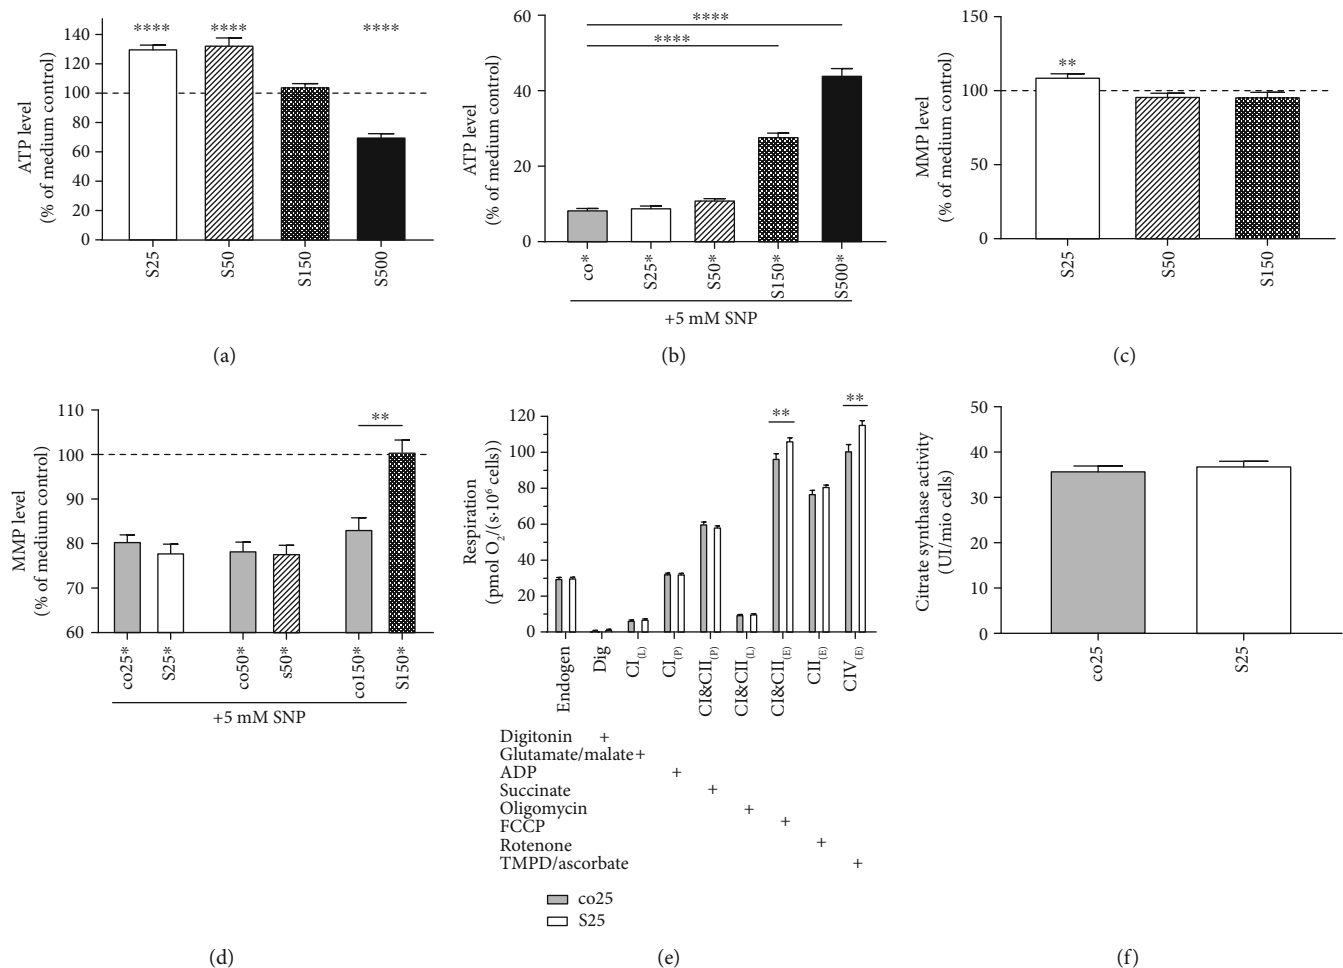 ATP level
(% of medium control)
140
120
100
80
60
40
20
0
**** **** ****
S25 S50 S150 S500
(a)
ATP level
(% of medium control)
60
40
20
0
****
****
co* S25* S50* S150* S500*
+5 mM SNP
(b)
MMP level
(% of medium control)
150
100
50
0
**
S25 S50 S150
(c)
MMP level
(% of medium control)
110
100
90
80
70
60
**
co25* S25* co50* s50* co150* S150*
+5 mM SNP
(d)
Respiration
(pmol O2/(s·10⁶ cells))
120
100
80
60
40
20
0
** **
Endogen Dig CI(L) CI(P) CI&CII(P) CI&CII(L) CI&CII(E) CII(E) CIV(E)
Digitonin +
Glutamate/malate +
ADP +
Succinate +
Oligomycin +
FCCP +
Rotenone +
TMPD/ascorbate +
co25
S25
(e)
Citrate synthase activity
(UI/mio cells)
50
40
30
20
10
0
co25 S25
(f)